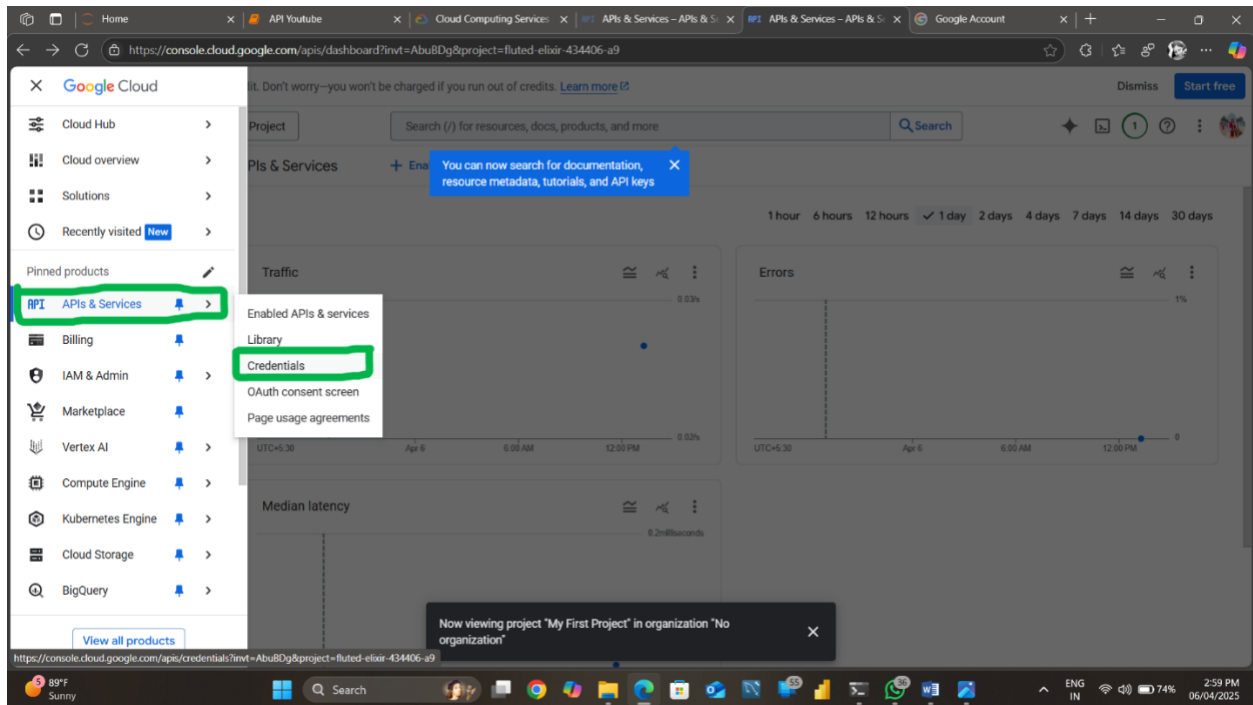 Home
API Youtube
Cloud Computing Services
API APIs & Services – APIs & Se
API APIs & Services – APIs & Se
Google Account
https://console.cloud.google.com/apis/dashboard?invt=AbuBDg&project=fluted-elixir-434406-a9
Google Cloud
fit. Don't worry—you won't be charged if you run out of credits. Learn more
Dismiss
Start free
Cloud Hub
Project
Search (/) for resources, docs, products, and more
Search
1
Cloud overview
PIs & Services
+ Ena
You can now search for documentation,
resource metadata, tutorials, and API keys
Solutions
Recently visited New
1 hour 6 hours 12 hours 1 day 2 days 4 days 7 days 14 days 30 days
Pinned products
Traffic
Errors
API APIs & Services
0.03/s
1%
Enabled APIs & services
Billing
Library
Credentials
IAM & Admin
OAuth consent screen
Marketplace
Page usage agreements
Vertex AI
0.02/s
0
UTC+5:30 Apr 6 6:00 AM 12:00 PM
UTC+5:30 Apr 6 6:00 AM 12:00 PM
Compute Engine
Median latency
Kubernetes Engine
0.2milliseconds
Cloud Storage
BigQuery
Now viewing project "My First Project" in organization "No
organization"
View all products
https://console.cloud.google.com/apis/credentials?invt=AbuBDg&project=fluted-elixir-434406-a9
5
89°F
Sunny
Search
55
36
ENG
IN
74%
2:59 PM
06/04/2025